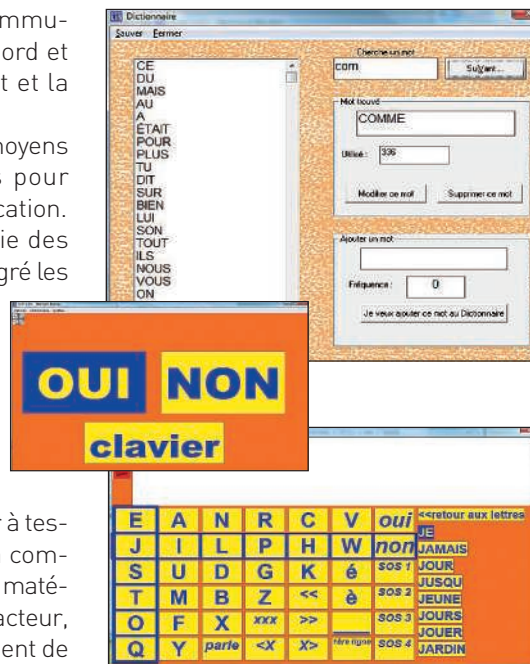 ommu-
ord et
t et la
noyens
s pour
cation.
ie des
gré les
r à tes-
com-
maté-
acteur,
ent de
Dictionnaire
Sauver Fermer
CE
DU
MAIS
AU
A
ÉTAIT
POUR
PLUS
TU
DIT
SUR
BIEN
LUI
SON
TOUT
ILS
NOUS
VOUS
ON
Cherche un mot
com
Suivant...
Mot trouvé
COMME
Utilisé : 336
Modifier ce mot Supprimer ce mot
Ajouter un mot
Fréquence : 0
Je veux ajouter ce mot au Dictionnaire
OUI NON
clavier
E A N R C V oui <<retour aux lettres
J I L P H W non
S U D G K é SOS 1
T M B Z << è SOS 2
O F X xxx >> SOS 3
Q Y parle <X X> SOS 4
JE
JAMAIS
JOUR
JUSQU
JEUNE
JOURS
JOUER
JARDIN